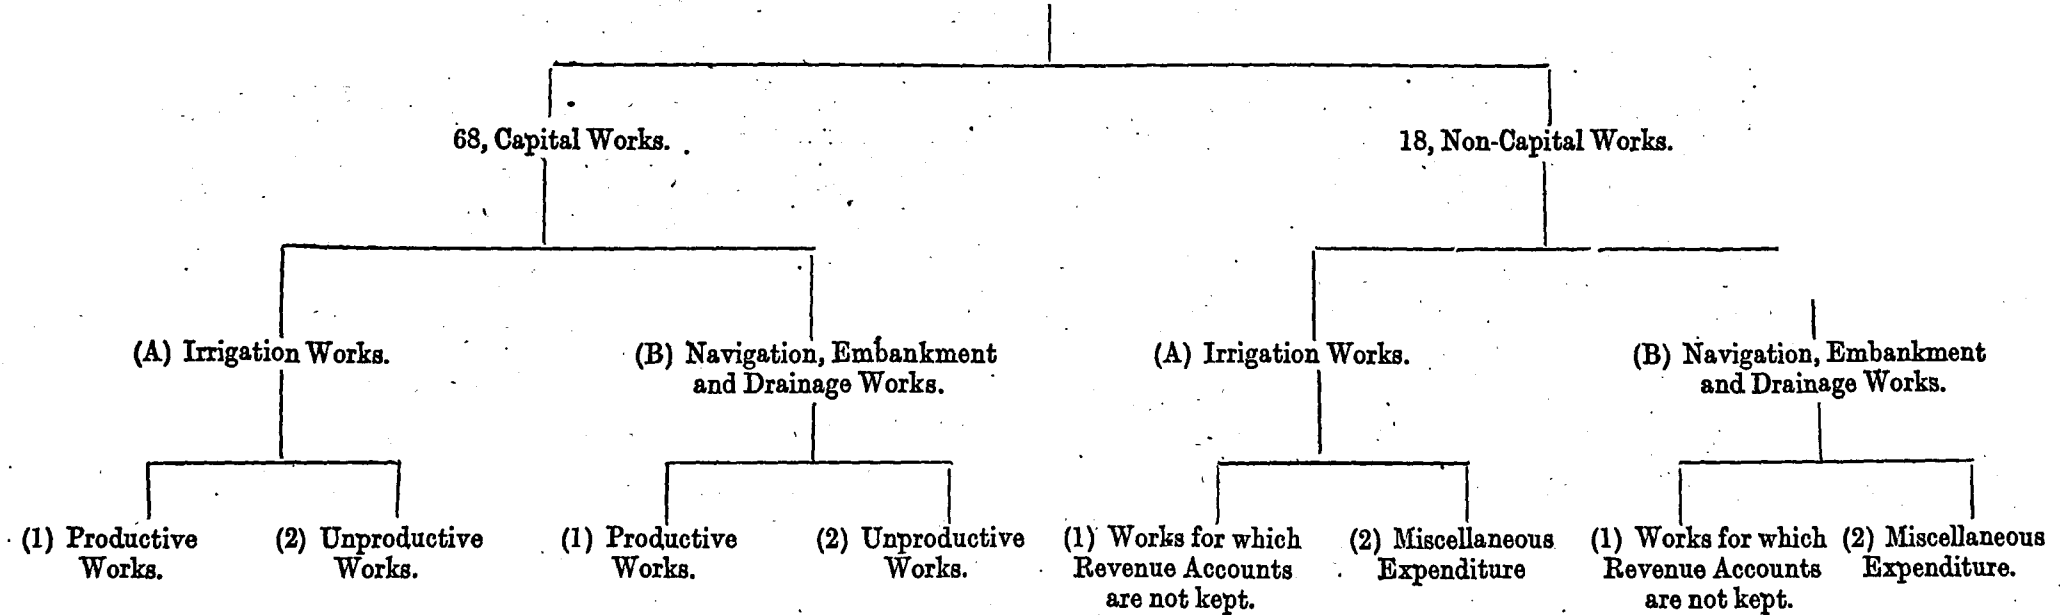 68, Capital Works.
18, Non-Capital Works.
(A) Irrigation Works.
(B) Navigation, Embankment
and Drainage Works.
(A) Irrigation Works.
(B) Navigation, Embankment
and Drainage Works.
(1) Productive
Works.
(2) Unproductive
Works.
(1) Productive
Works.
(2) Unproductive
Works.
(1) Works for which
Revenue Accounts
are not kept.
(2) Miscellaneous
Expenditure
(1) Works for which
Revenue Accounts
are not kept.
(2) Miscellaneous
Expenditure.